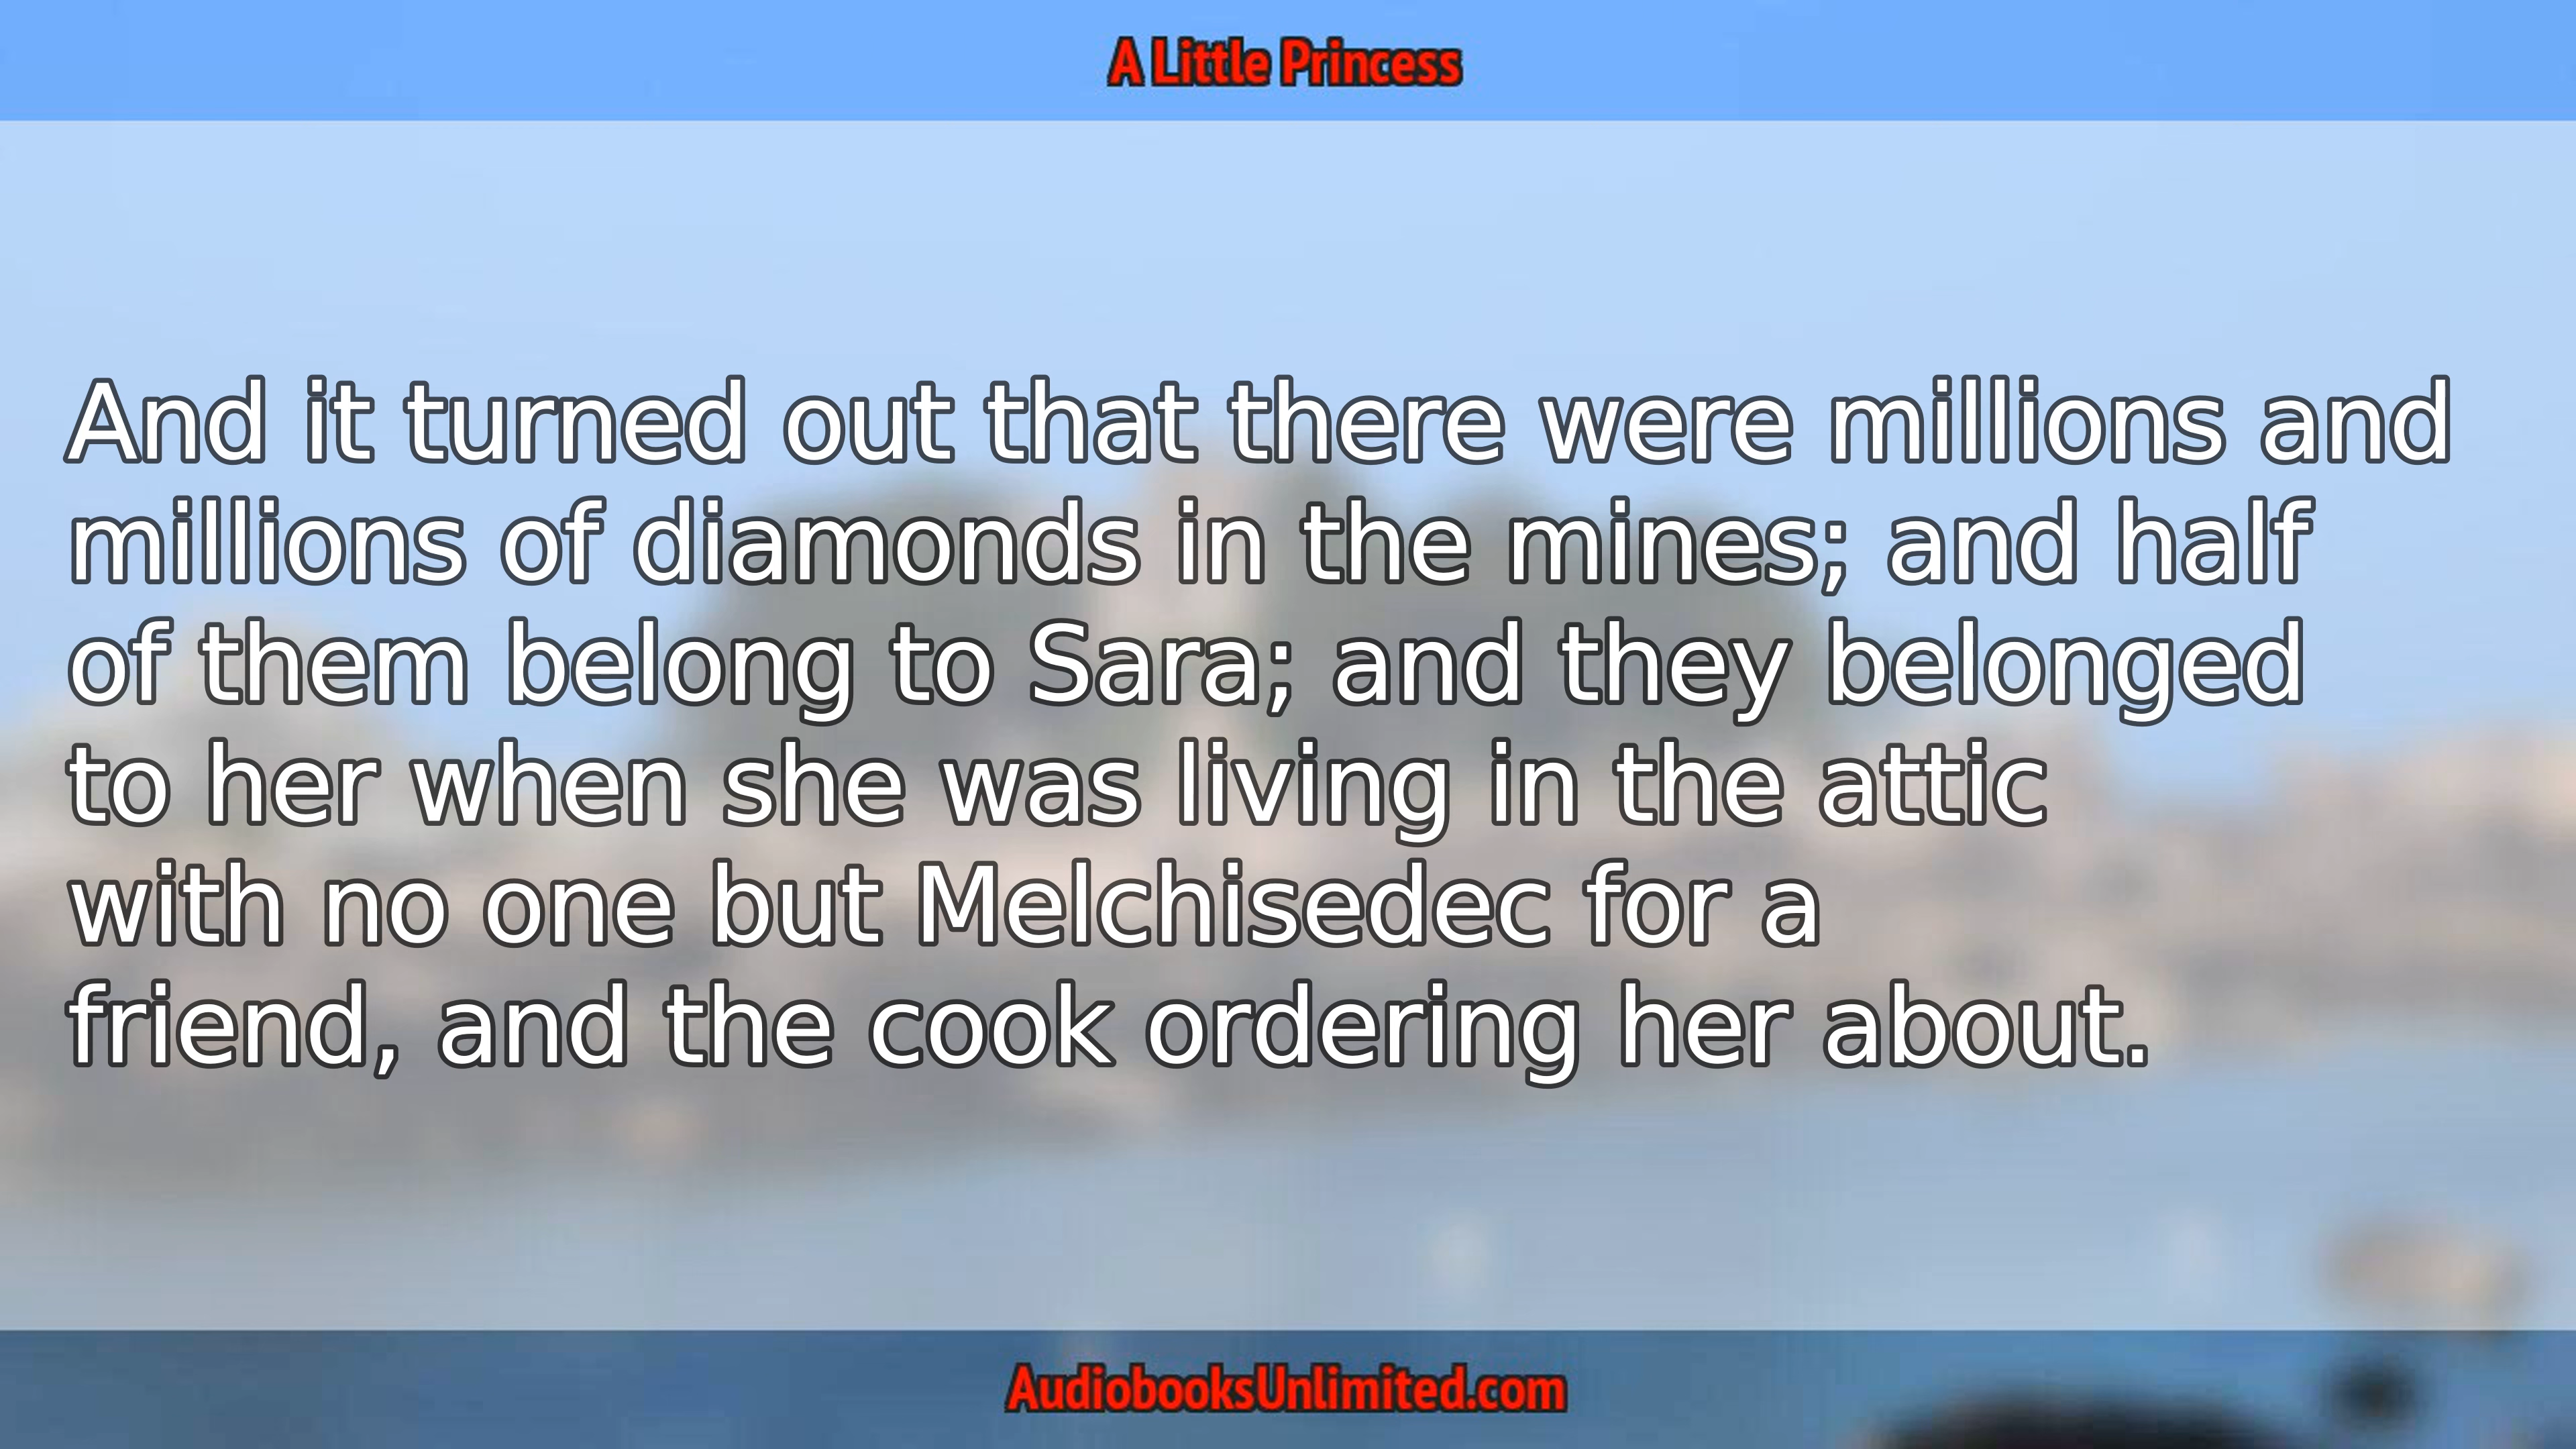 A Little Princess
And it turned out that there were millions and
millions of diamonds in the mines; and half
of them belong to Sara; and they belonged
to her when she was living in the attic
with no one but Melchisedec for a
friend, and the cook ordering her about.
AudiobooksUnlimited.com